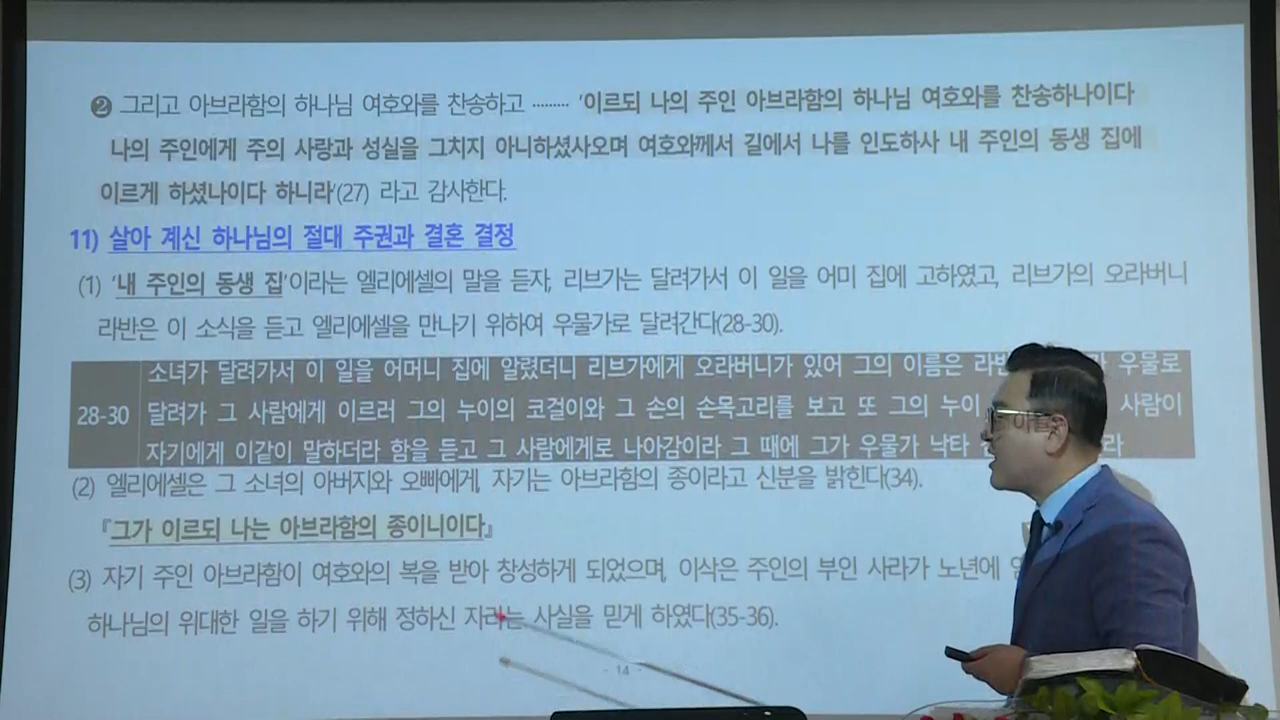 ❷ 그리고 아브라함의 하나님 여호와를 찬송하고 ········· '이르되 나의 주인 아브라함의 하나님 여호와를 찬송하나이다
나의 주인에게 주의 사랑과 성실을 그치지 아니하셨사오며 여호와께서 길에서 나를 인도하사 내 주인의 동생 집에
이르게 하셨나이다 하니라'(27) 라고 감사한다.
11) 살아 계신 하나님의 절대 주권과 결혼 결정
(1) '내 주인의 동생 집'이라는 엘리에셀의 말을 듣자, 리브가는 달려가서 이 일을 어미 집에 고하였고, 리브가의 오라버니
라반은 이 소식을 듣고 엘리에셀을 만나기 위하여 우물가로 달려간다(28-30).
소녀가 달려가서 이 일을 어머니 집에 알렸더니 리브가에게 오라버니가 있어 그의 이름은 우물로
28-30 달려가 그 사람에게 이르러 그의 누이의 코걸이와 그 손의 손목고리를 보고 또 그의 누이 사람이
자기에게 이같이 말하더라 함을 듣고 그 사람에게로 나아감이라 그 때에 그가 우물가 낙타
(2) 엘리에셀은 그 소녀의 아버지와 오빠에게, 자기는 아브라함의 종이라고 신분을 밝힌다(34).
『그가 이르되 나는 아브라함의 종이니이다』
(3) 자기 주인 아브라함이 여호와의 복을 받아 창성하게 되었으며, 이삭은 주인의 부인 사라가 노년에
하나님의 위대한 일을 하기 위해 정하신 자라는 사실을 믿게 하였다(35-36).
- 14 -